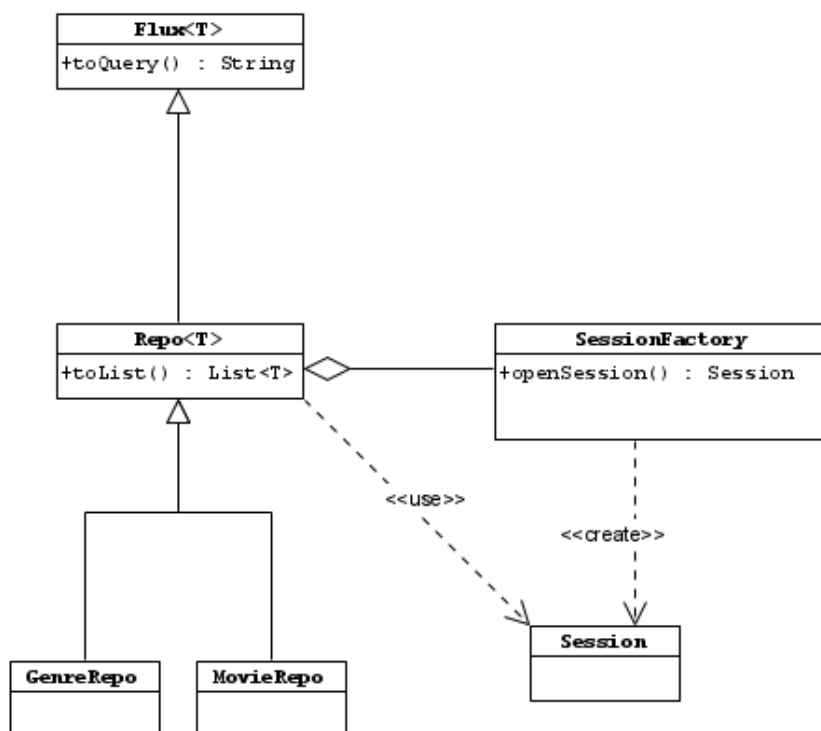 Flux<T>
+toQuery() : String
Repo<T>
+toList() : List<T>
SessionFactory
+openSession() : Session
<<use>>
<<create>>
Session
GenreRepo
MovieRepo